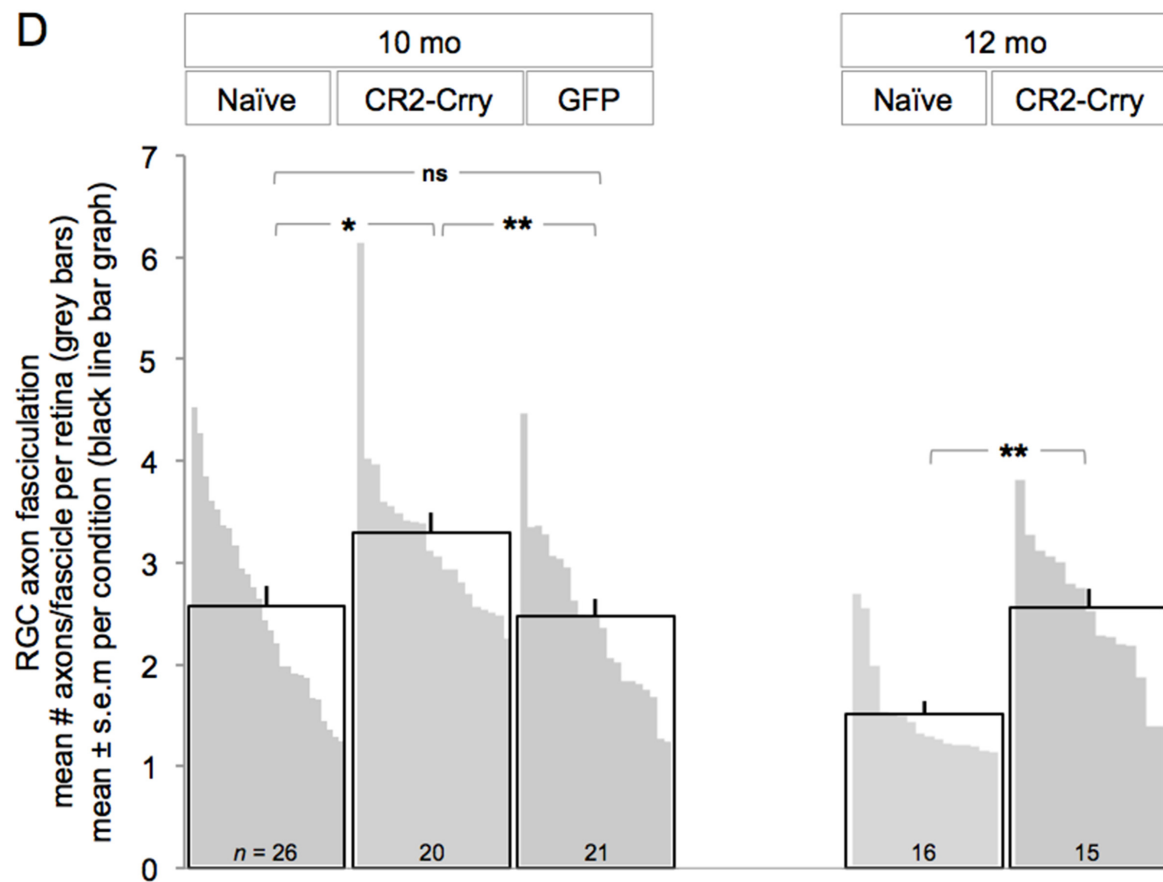 D
10 mo
12 mo
Naïve
CR2-Crry
GFP
Naïve
CR2-Crry
RGC axon fasciculation
mean # axons/fascicle per retina (grey bars)
mean ± s.e.m per condition (black line bar graph)
7
6
5
4
3
2
1
0
ns
*
**
**
n = 26
20
21
16
15